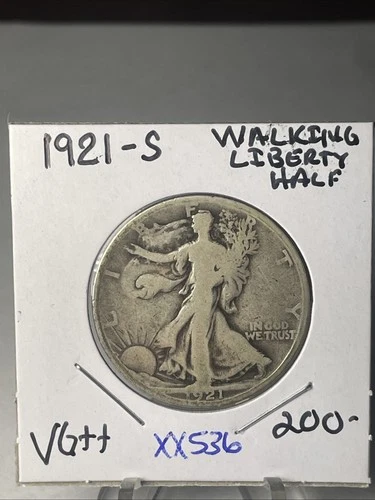 1921-S
WALKING
LIBERTY
HALF
LIBERTY
IN GOD
WE TRUST
1921
VG++
XX536
200-